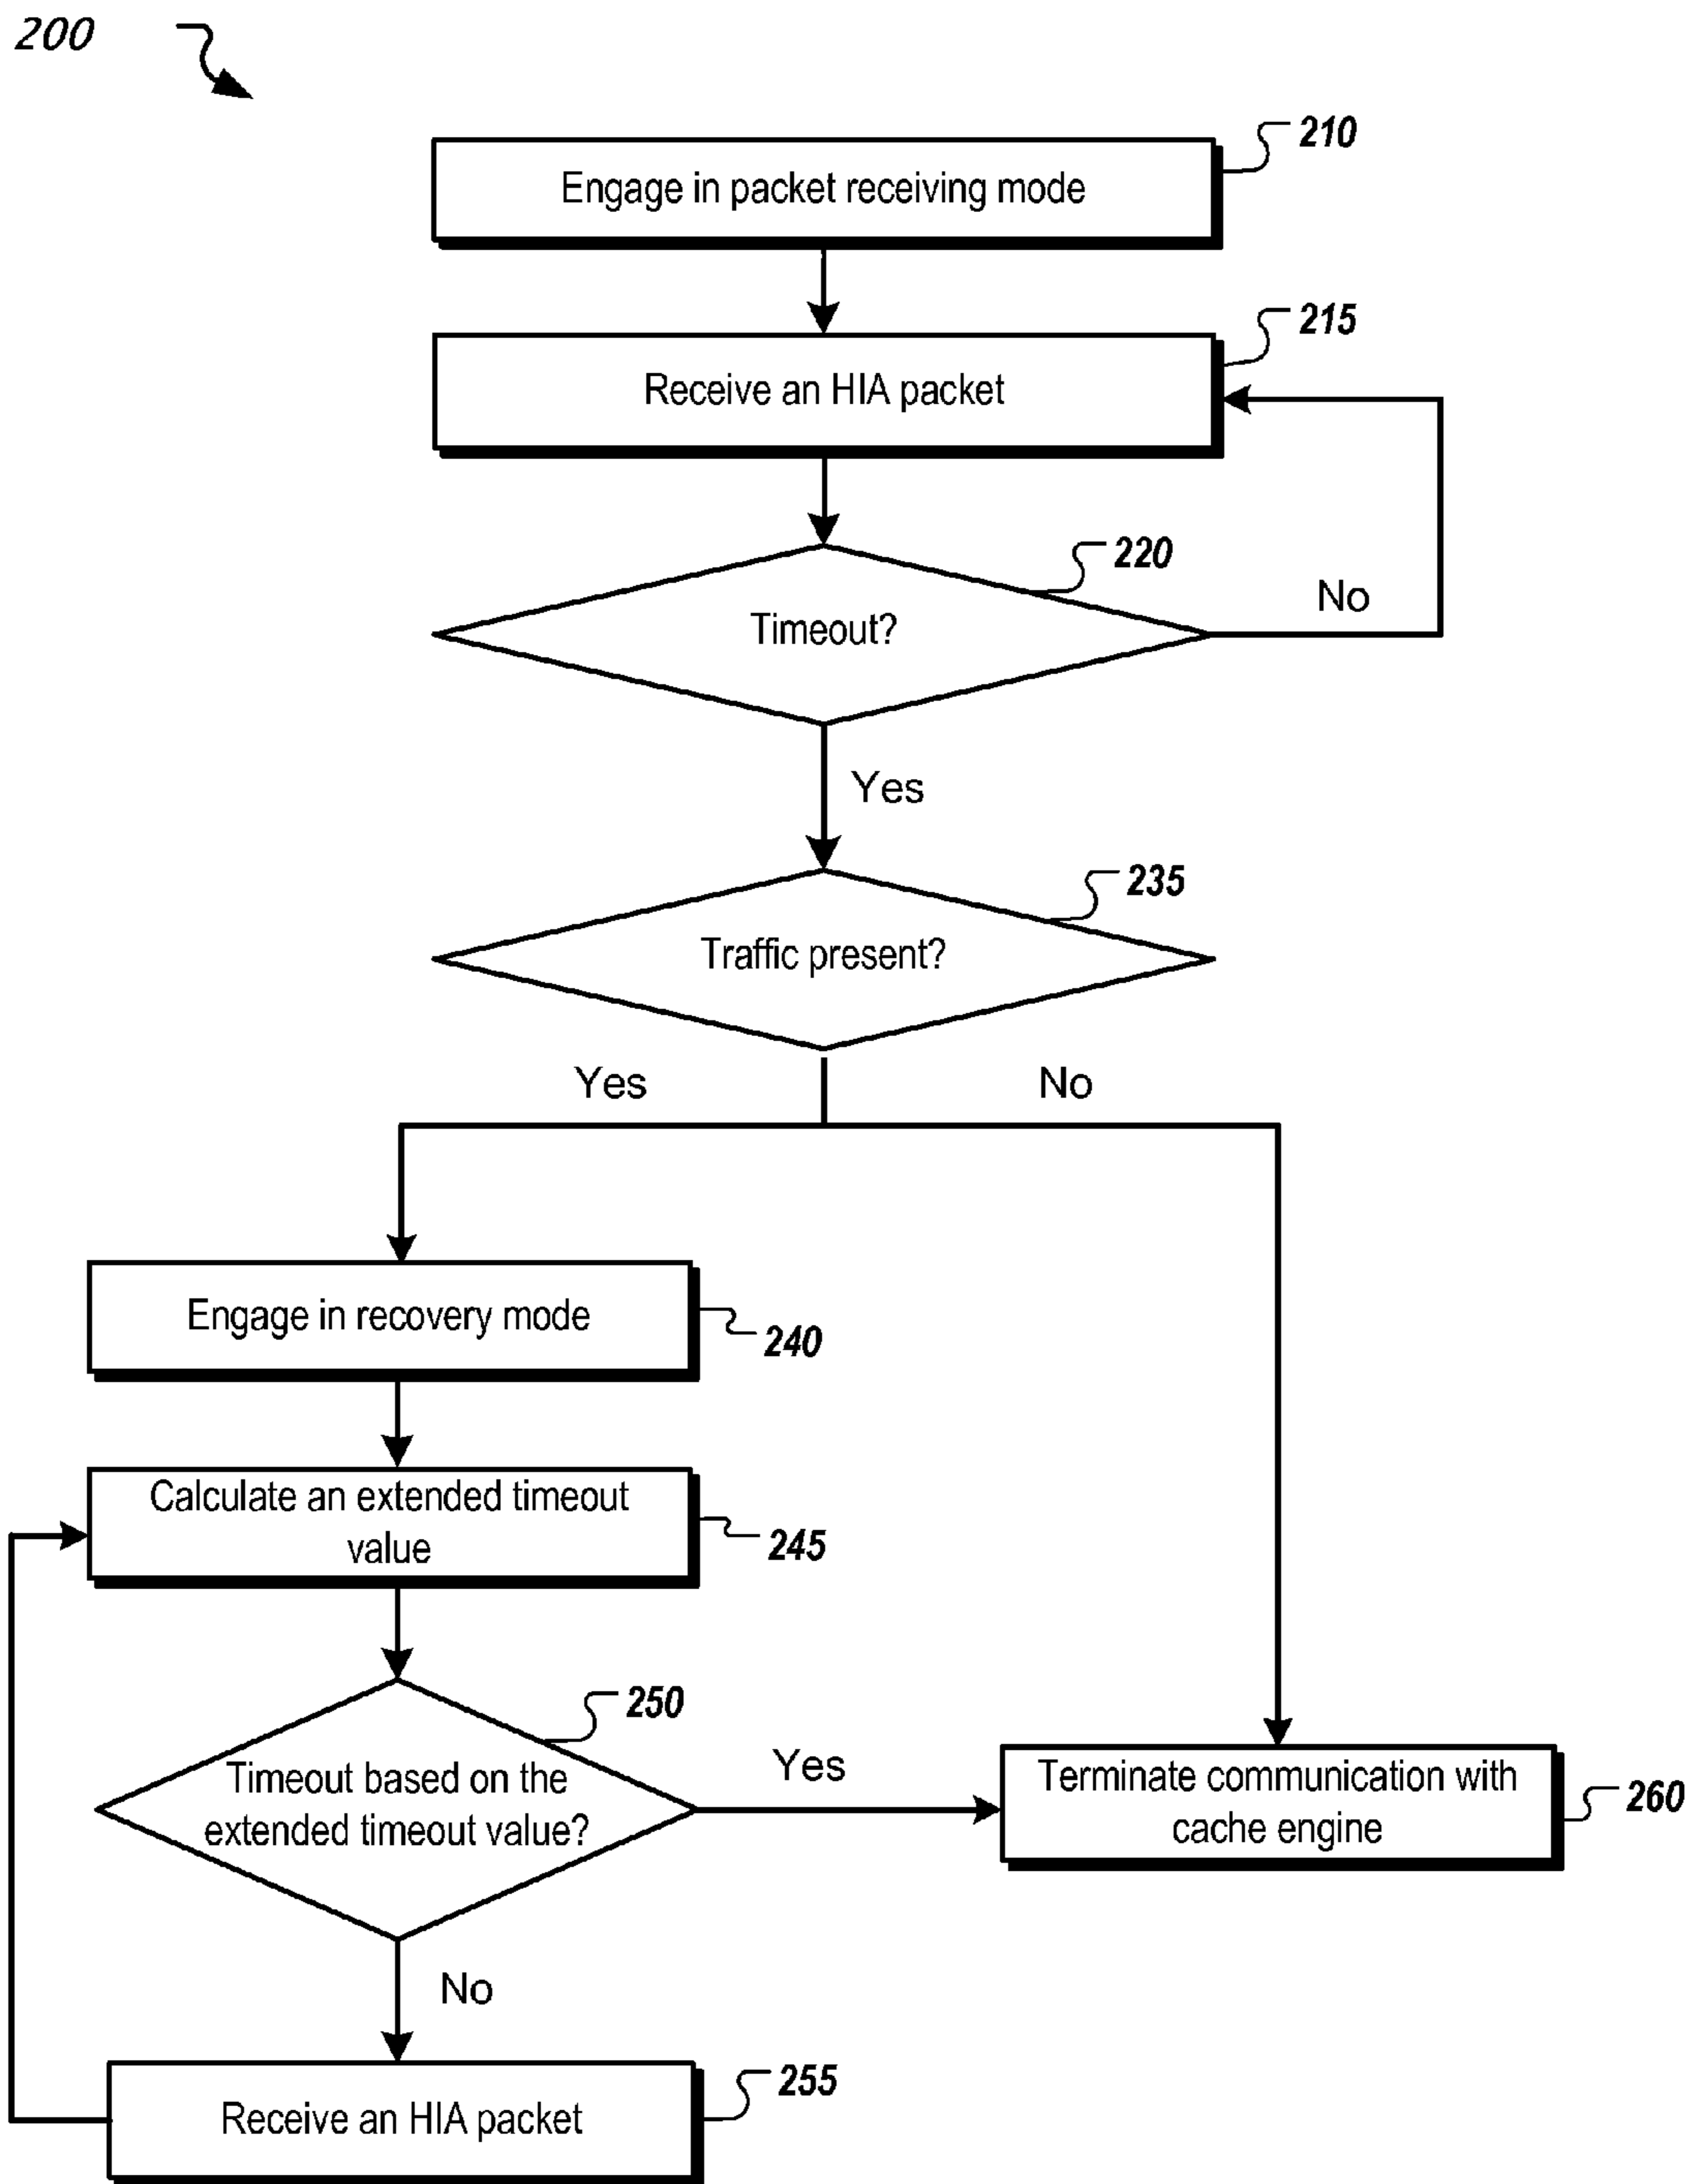 200
210
Engage in packet receiving mode
215
Receive an HIA packet
220
Timeout?
No
Yes
235
Traffic present?
Yes
No
Engage in recovery mode
240
Calculate an extended timeout
value
245
250
Timeout based on the
extended timeout value?
Yes
Terminate communication with
cache engine
260
No
255
Receive an HIA packet